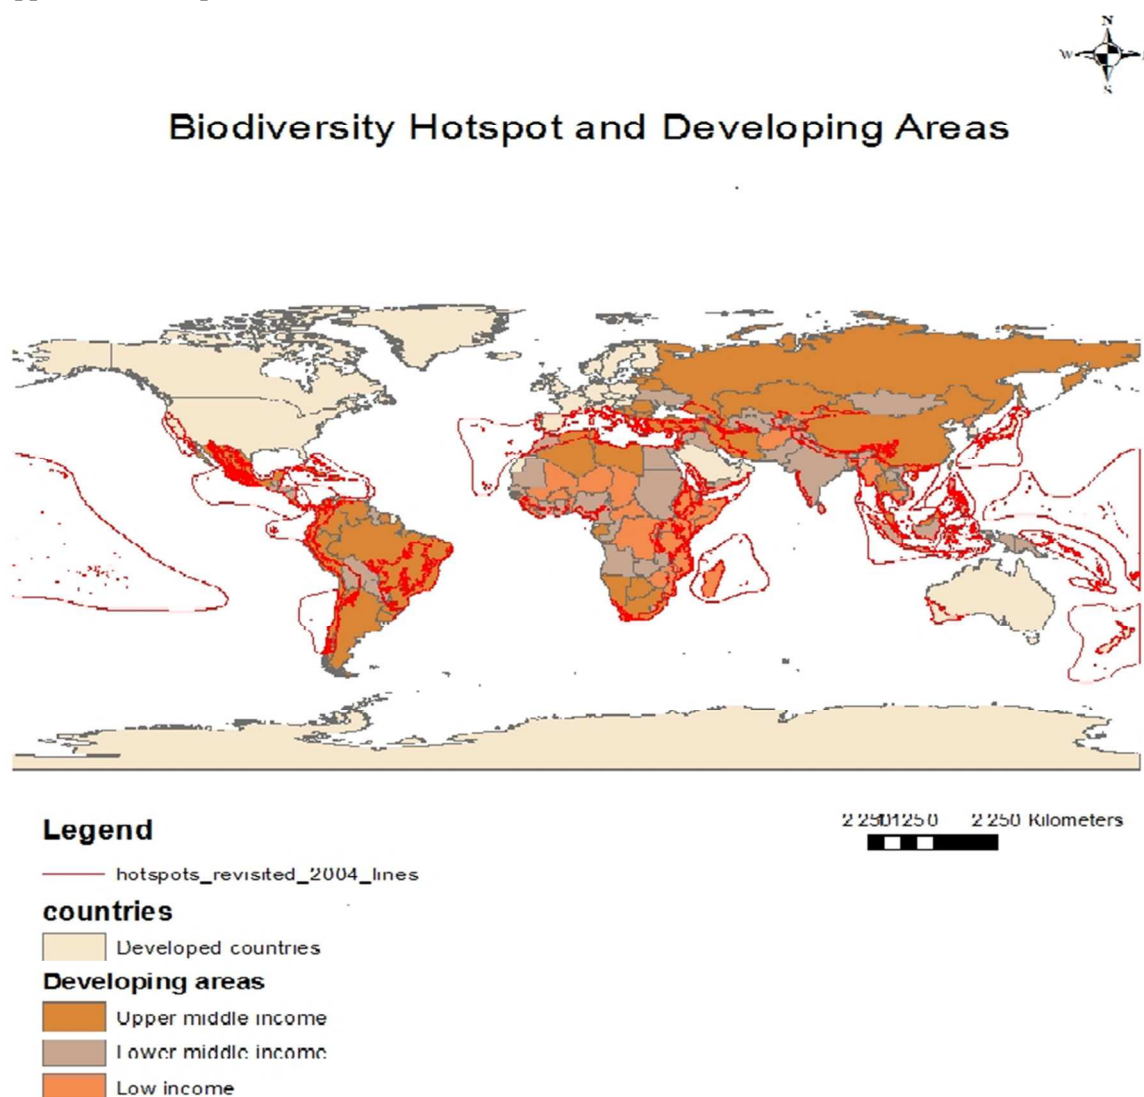 N
W
S
Biodiversity Hotspot and Developing Areas
Legend
hotspots_revisited_2004_lines
countries
Developed countries
Developing areas
Upper middle income
Lower middle income
Low income
2 250 Kilometers